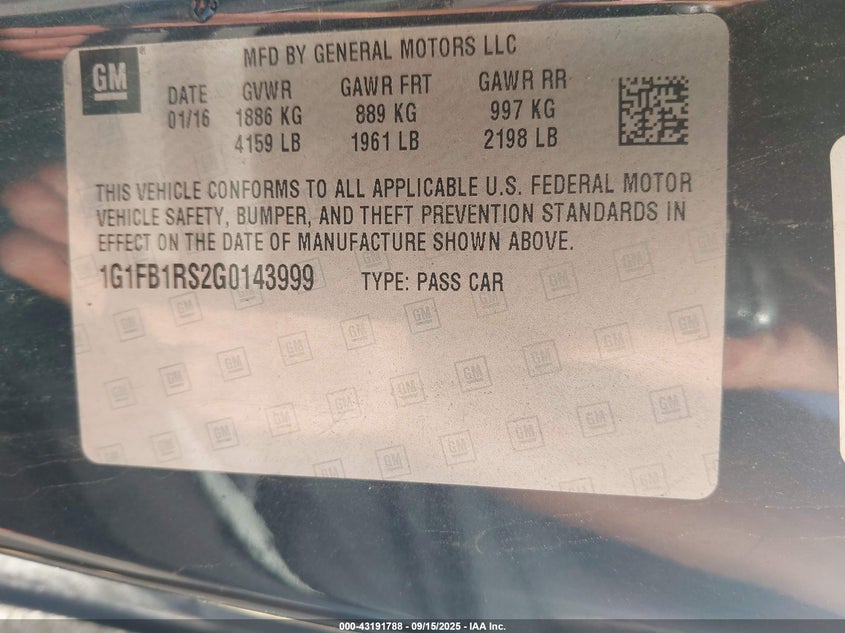 GM
MFD BY GENERAL MOTORS LLC
DATE GVWR GAWR FRT GAWR RR
01/16 1886 KG 889 KG 997 KG
4159 LB 1961 LB 2198 LB
THIS VEHICLE CONFORMS TO ALL APPLICABLE U.S. FEDERAL MOTOR
VEHICLE SAFETY, BUMPER, AND THEFT PREVENTION STANDARDS IN
EFFECT ON THE DATE OF MANUFACTURE SHOWN ABOVE.
1G1FB1RS2G0143999 TYPE: PASS CAR
000-43191788 - 09/15/2025 - IAA Inc.